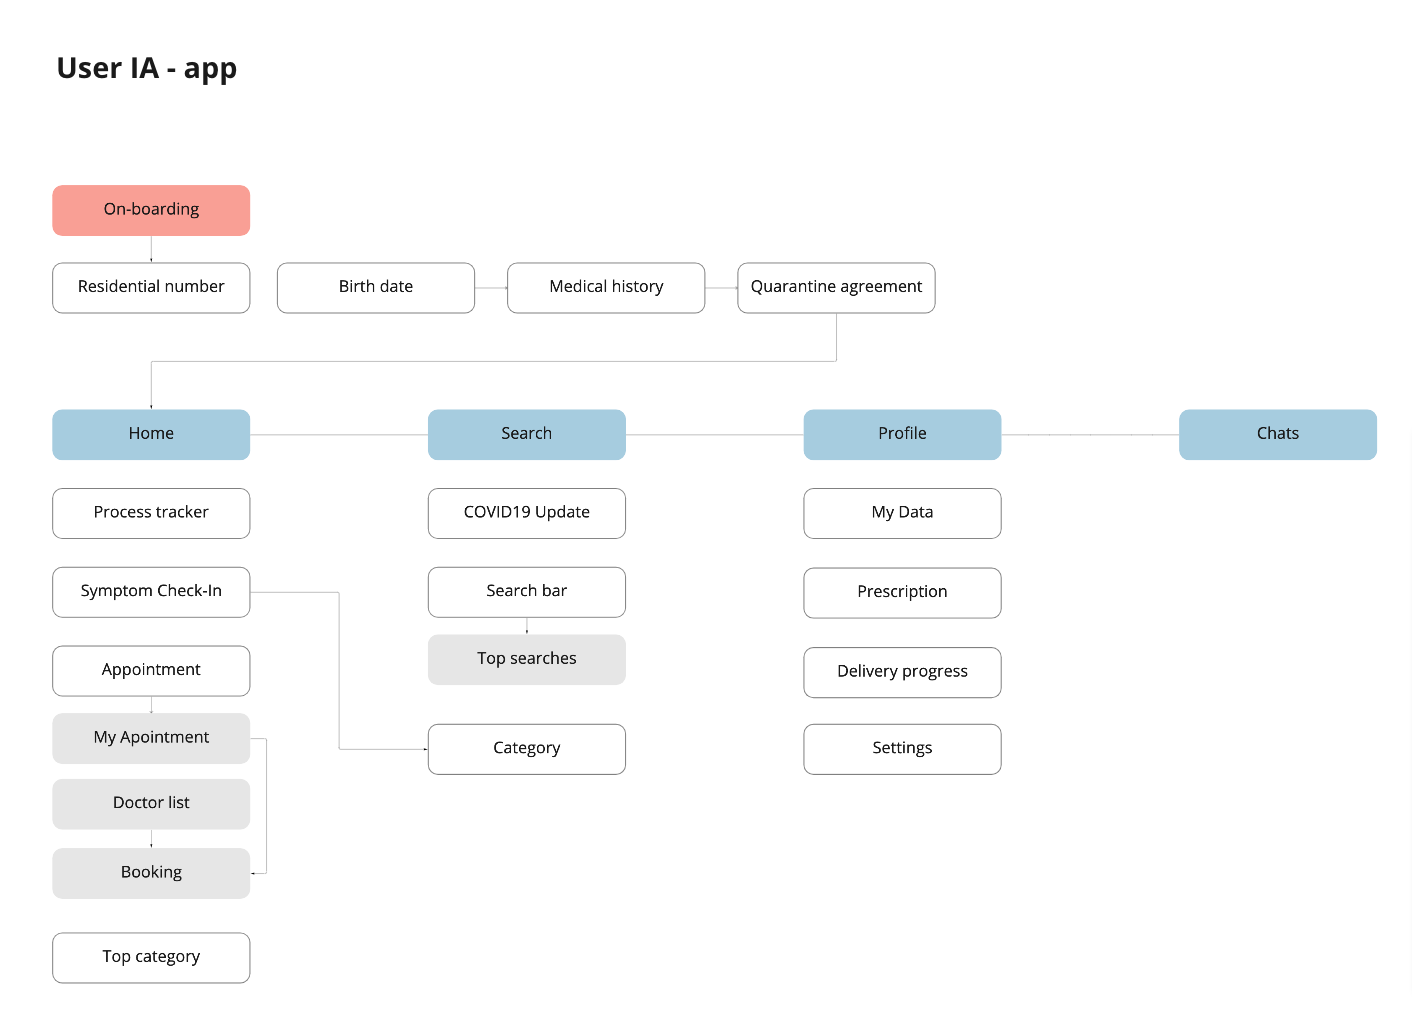 User IA - app
On-boarding
Residential number
Birth date
Medical history
Quarantine agreement
Home
Search
Profile
Chats
Process tracker
COVID19 Update
My Data
Symptom Check-In
Search bar
Prescription
Appointment
Top searches
Delivery progress
My Apointment
Category
Settings
Doctor list
Booking
Top category